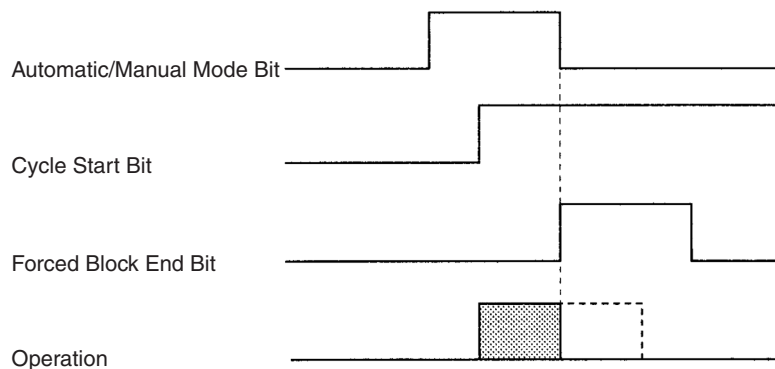 Automatic/Manual Mode Bit
Cycle Start Bit
Forced Block End Bit
Operation